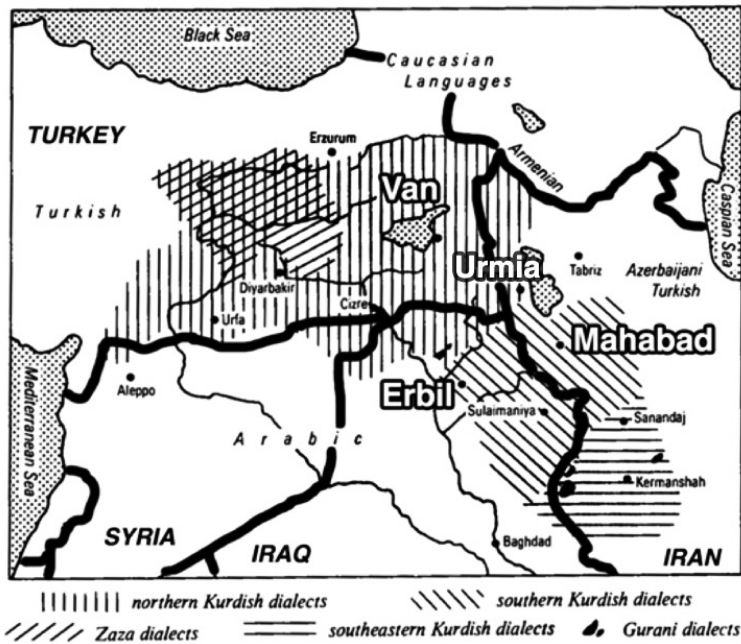 Black Sea
Caucasian
Languages
TURKEY
Erzurum
Armenian
Van
Turkish
Caspian Sea
Urmia
Tabriz
Azerbaijani
Turkish
Diyarbakir
Cizre
Urfa
Mahabad
Aleppo
Erbil
Mediterranean Sea
Sulaimaniya
Sanandaj
Arabic
Kermanshah
SYRIA
IRAQ
Baghdad
IRAN
northern Kurdish dialects
southern Kurdish dialects
Zaza dialects
southeastern Kurdish dialects
Gurani dialects